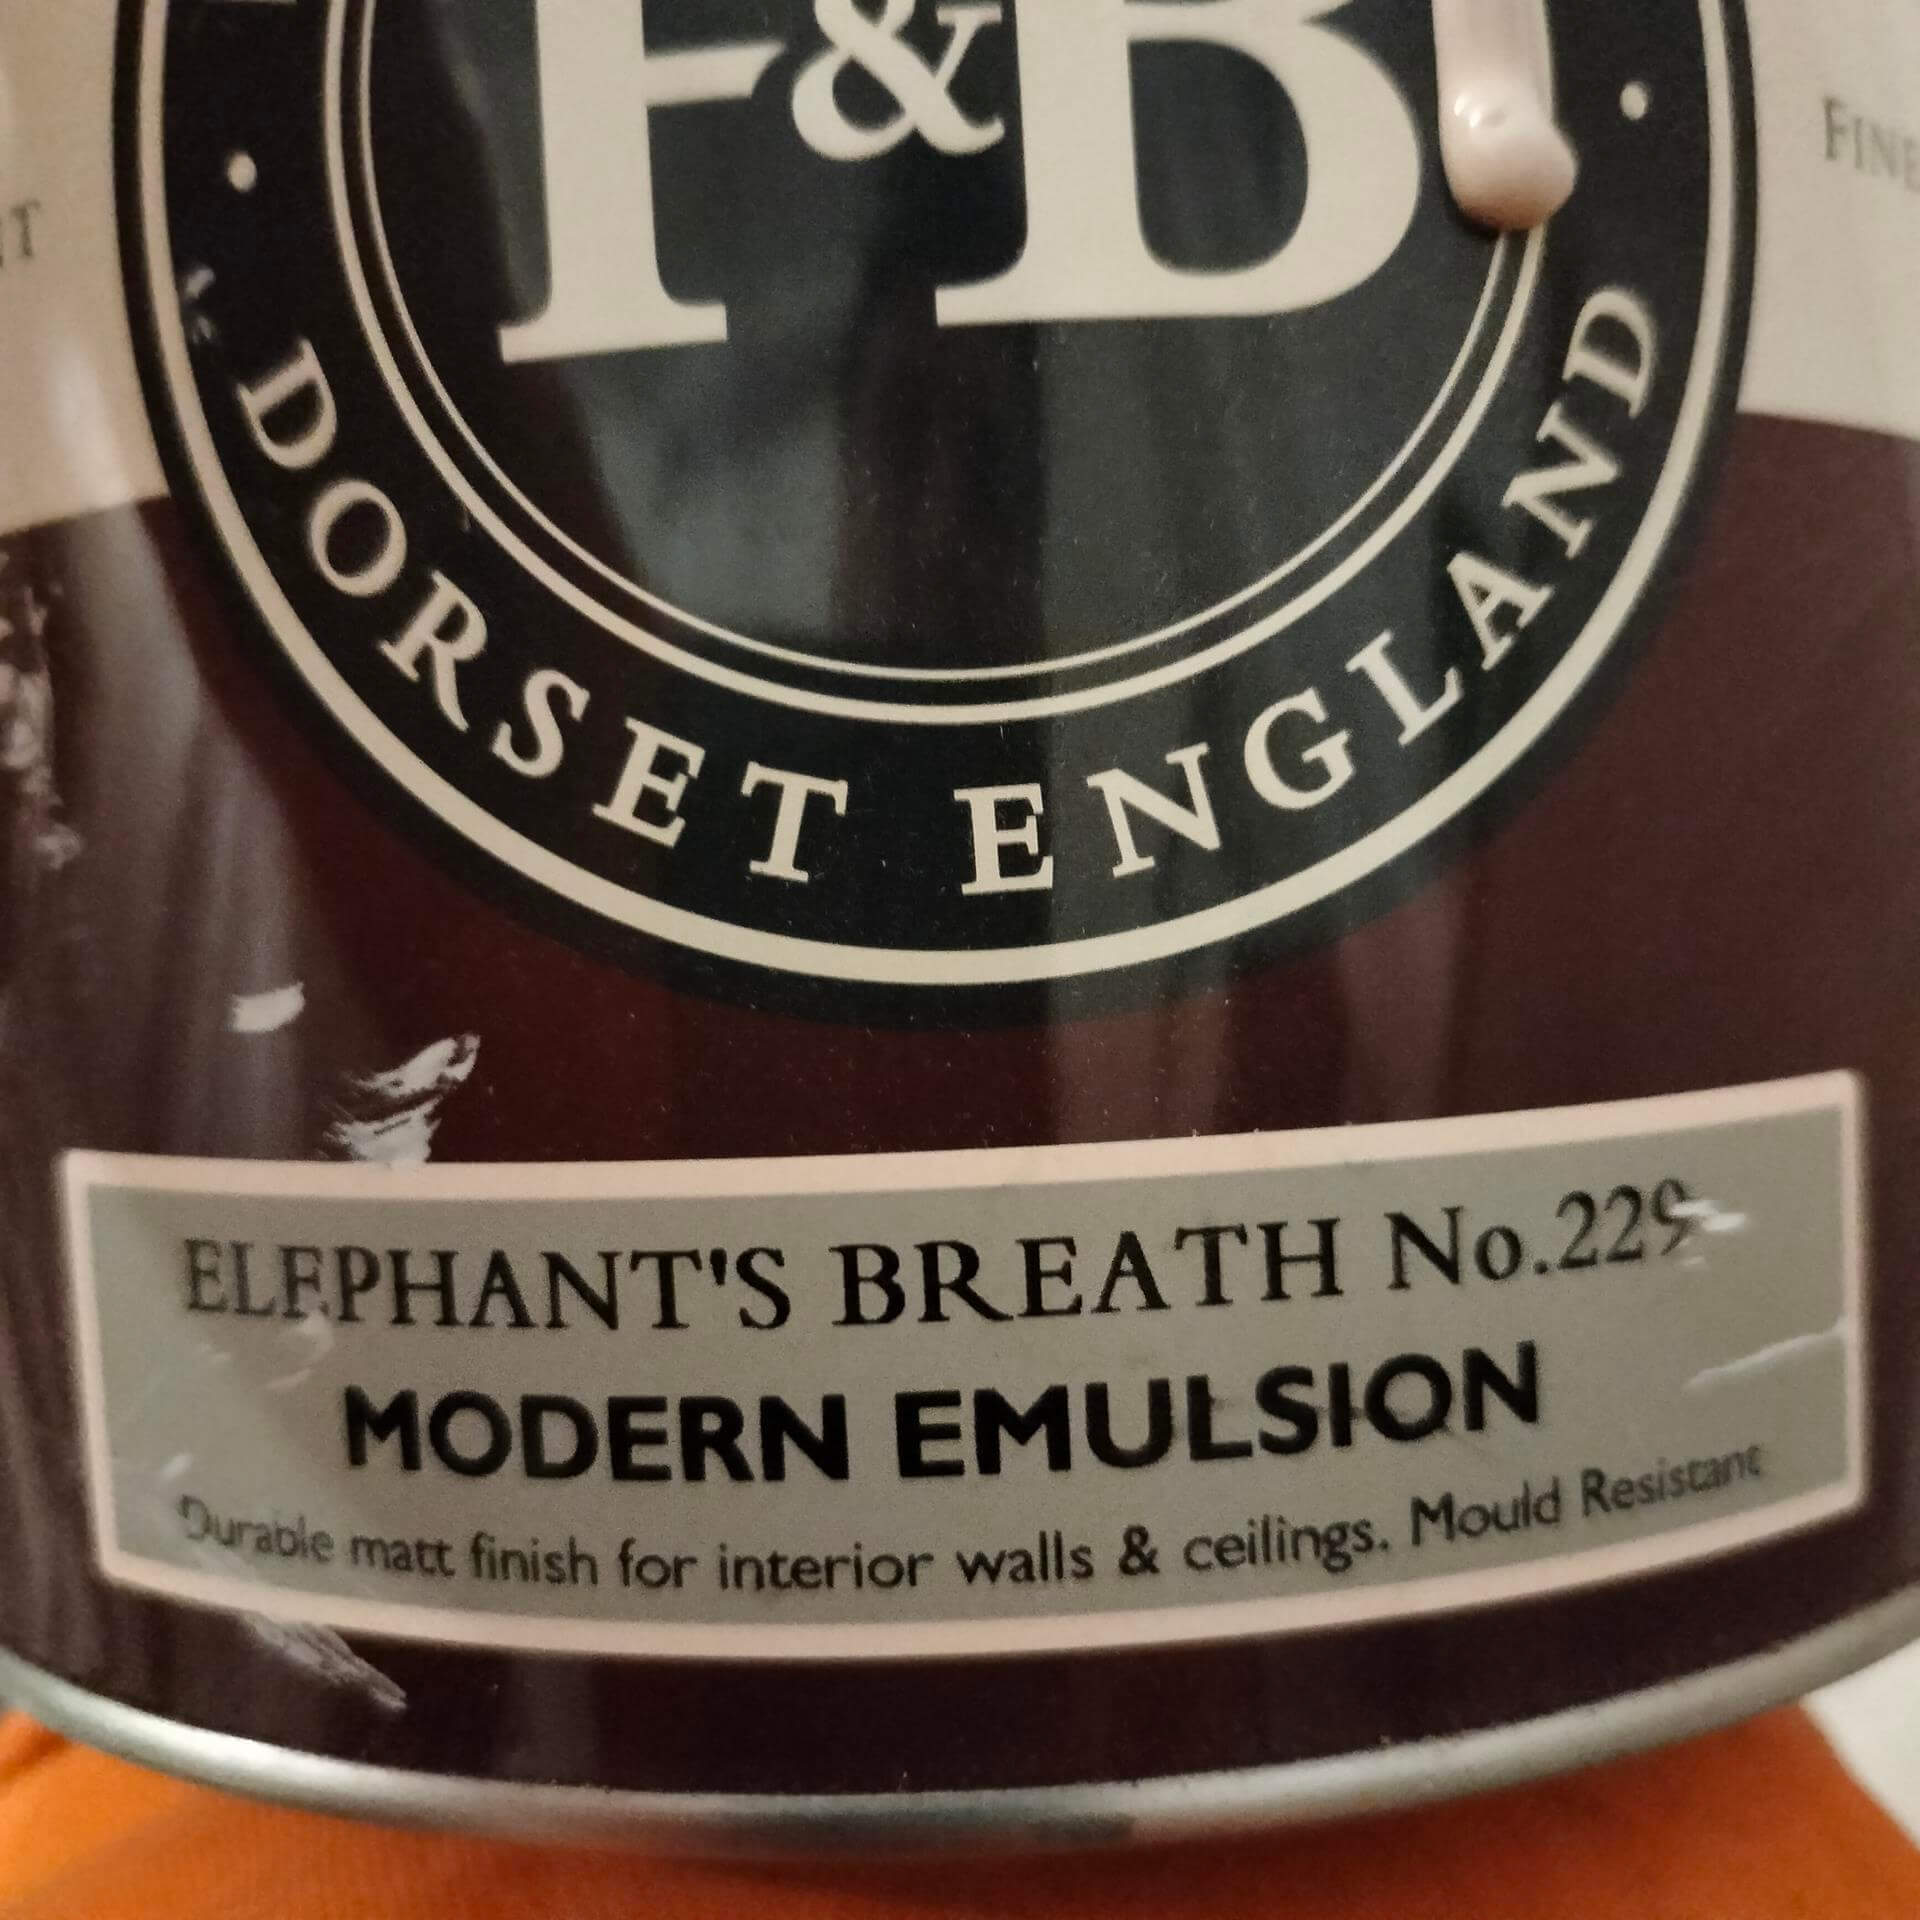 F&B
DORSET ENGLAND
ELEPHANT'S BREATH No.229
MODERN EMULSION
Durable matt finish for interior walls & ceilings. Mould Resistant